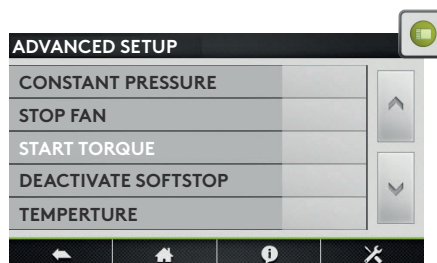 ADVANCED SETUP
CONSTANT PRESSURE
STOP FAN
START TORQUE
DEACTIVATE SOFTSTOP
TEMPERTURE